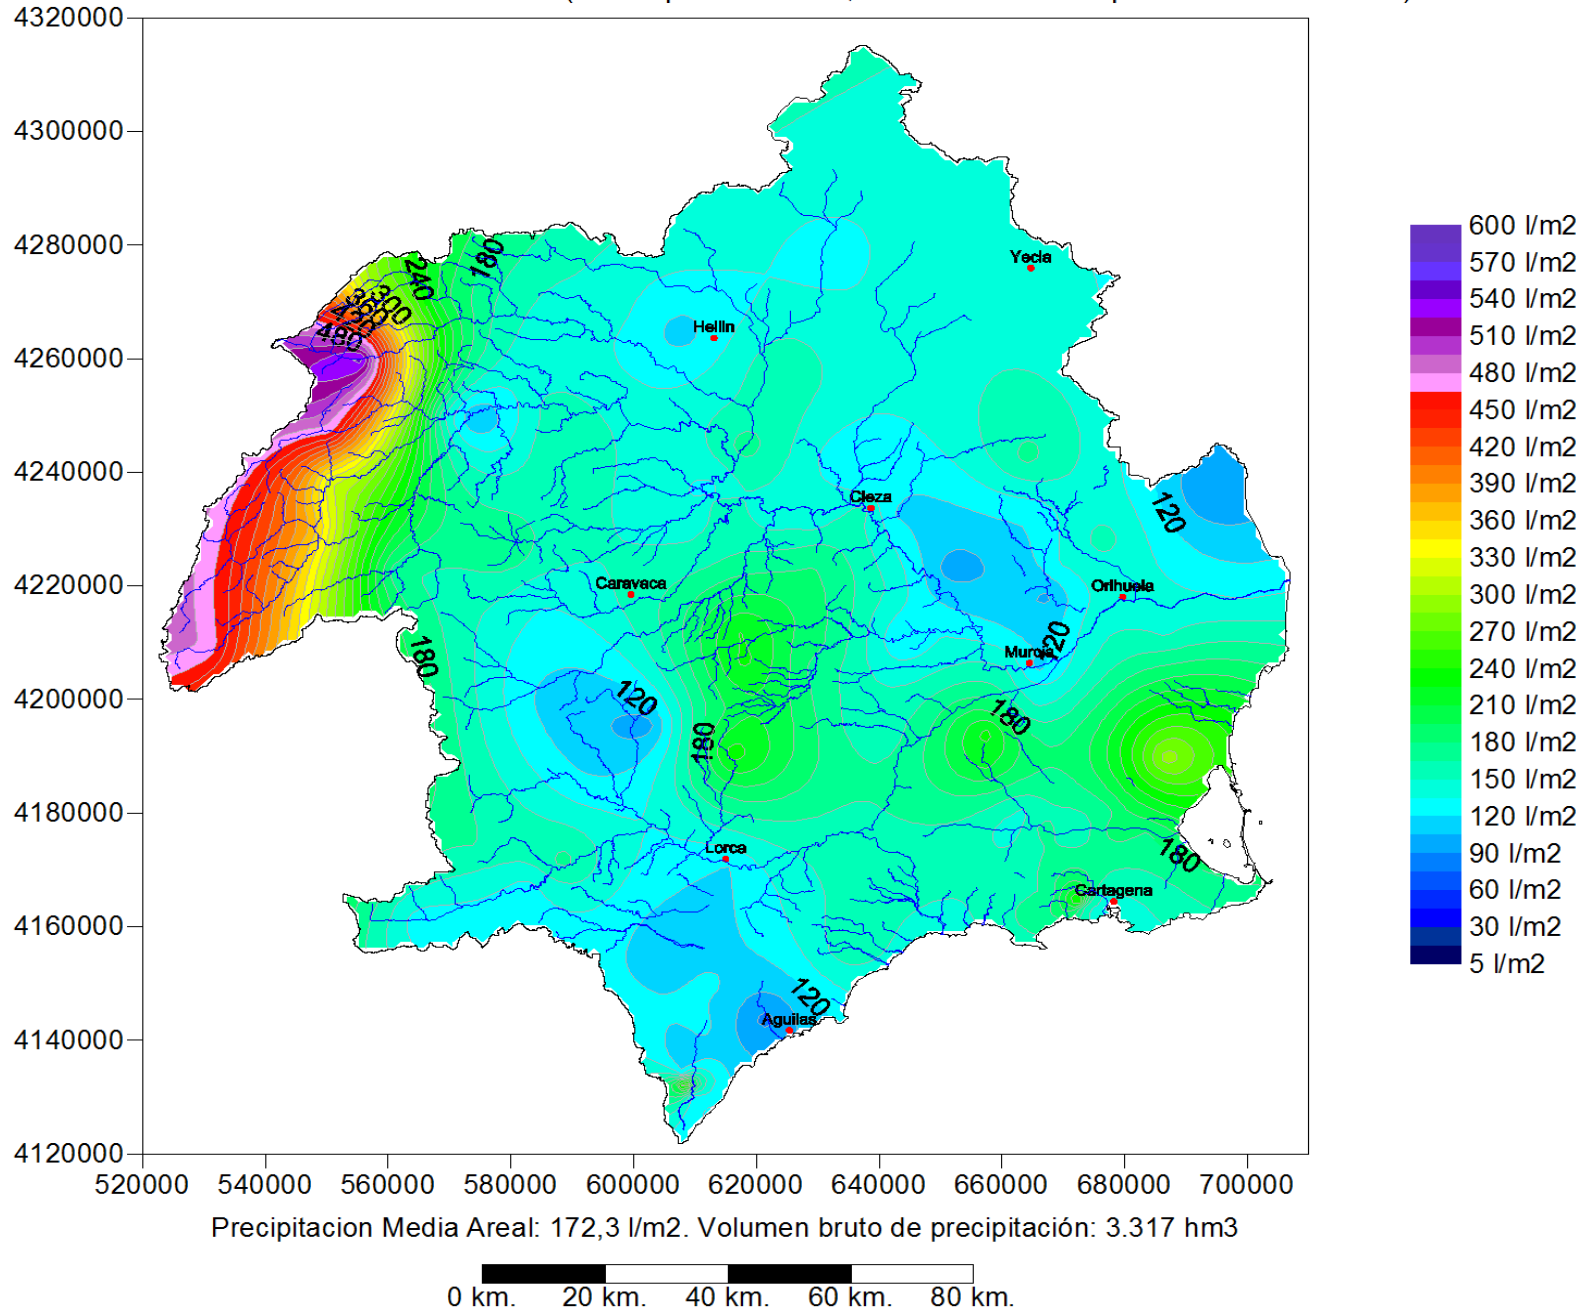 4320000
4300000
4280000
4260000
4240000
4220000
4200000
4180000
4160000
4140000
4120000
520000 540000 560000 580000 600000 620000 640000 660000 680000 700000
240
180
300
360
420
480
Yecla
Hellin
Cieza
120
Caravaca
Orihuela
120
Murcia
180
120
180
180
Lorca
180
Cartagena
120
Aguilas
600 l/m2
570 l/m2
540 l/m2
510 l/m2
480 l/m2
450 l/m2
420 l/m2
390 l/m2
360 l/m2
330 l/m2
300 l/m2
270 l/m2
240 l/m2
210 l/m2
180 l/m2
150 l/m2
120 l/m2
90 l/m2
60 l/m2
30 l/m2
5 l/m2
Precipitacion Media Areal: 172,3 l/m2. Volumen bruto de precipitación: 3.317 hm3
0 km. 20 km. 40 km. 60 km. 80 km.